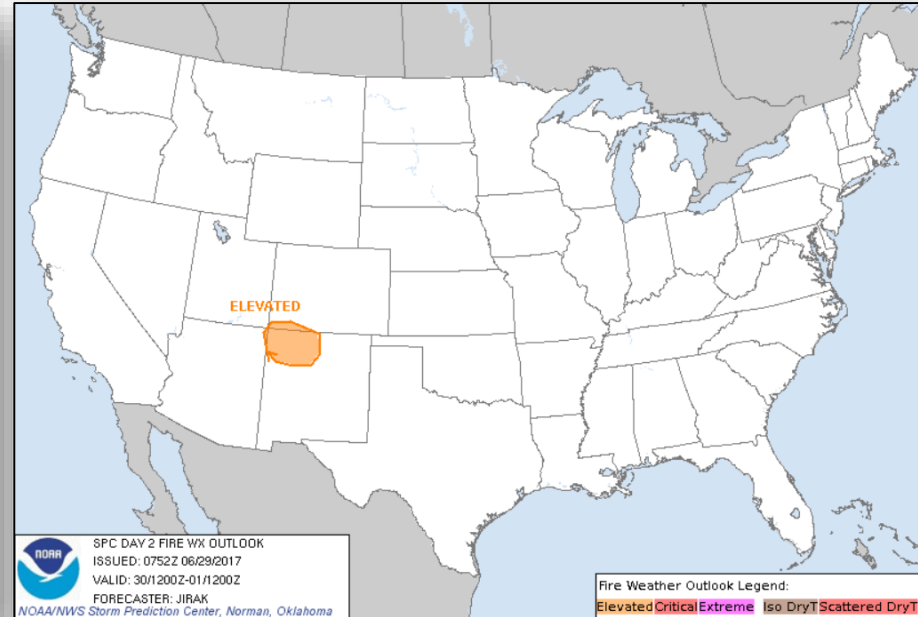 ELEVATED
NOAA
SPC DAY 2 FIRE WX OUTLOOK
ISSUED: 0752Z 06/29/2017
VALID: 30/1200Z-01/1200Z
FORECASTER: JIRAK
NOAA/NWS Storm Prediction Center, Norman, Oklahoma
Fire Weather Outlook Legend:
Elevated Critical Extreme Iso DryT Scattered DryT